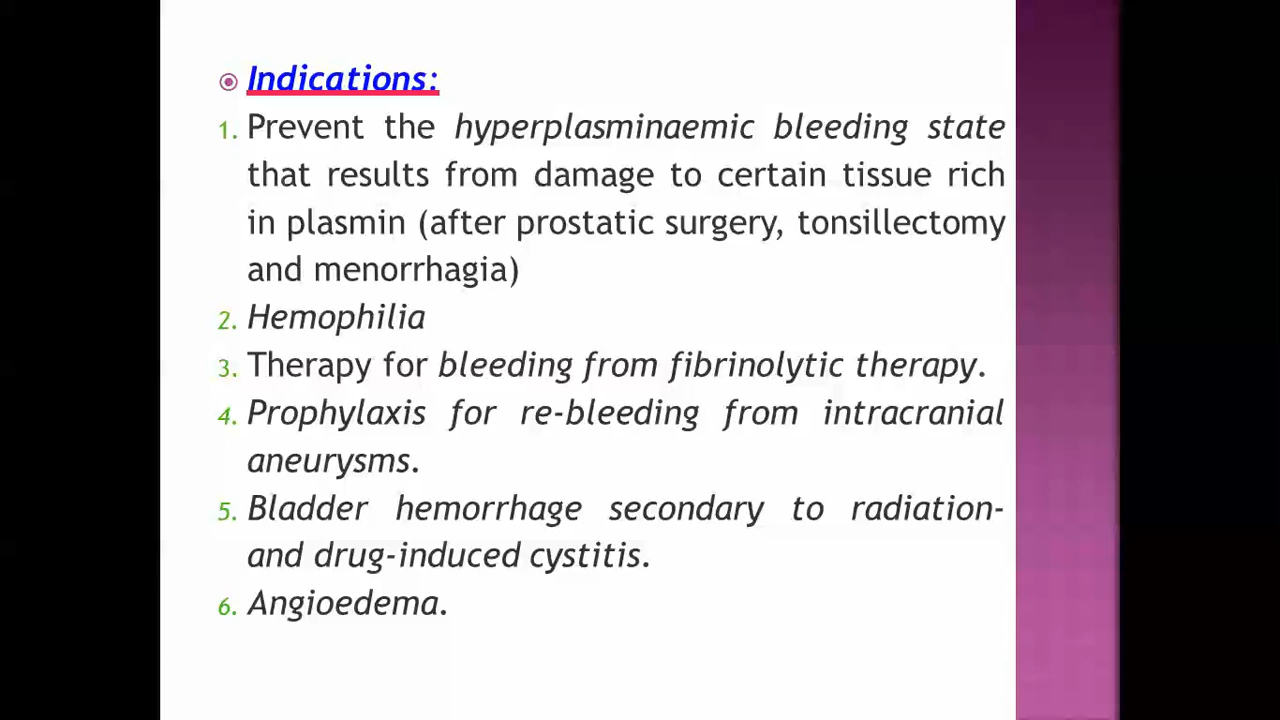 Indications:
1. Prevent the hyperplasminaemic bleeding state
that results from damage to certain tissue rich
in plasmin (after prostatic surgery, tonsillectomy
and menorrhagia)
2. Hemophilia
3. Therapy for bleeding from fibrinolytic therapy.
4. Prophylaxis for re-bleeding from intracranial
aneurysms.
5. Bladder hemorrhage secondary to radiation-
and drug-induced cystitis.
6. Angioedema.